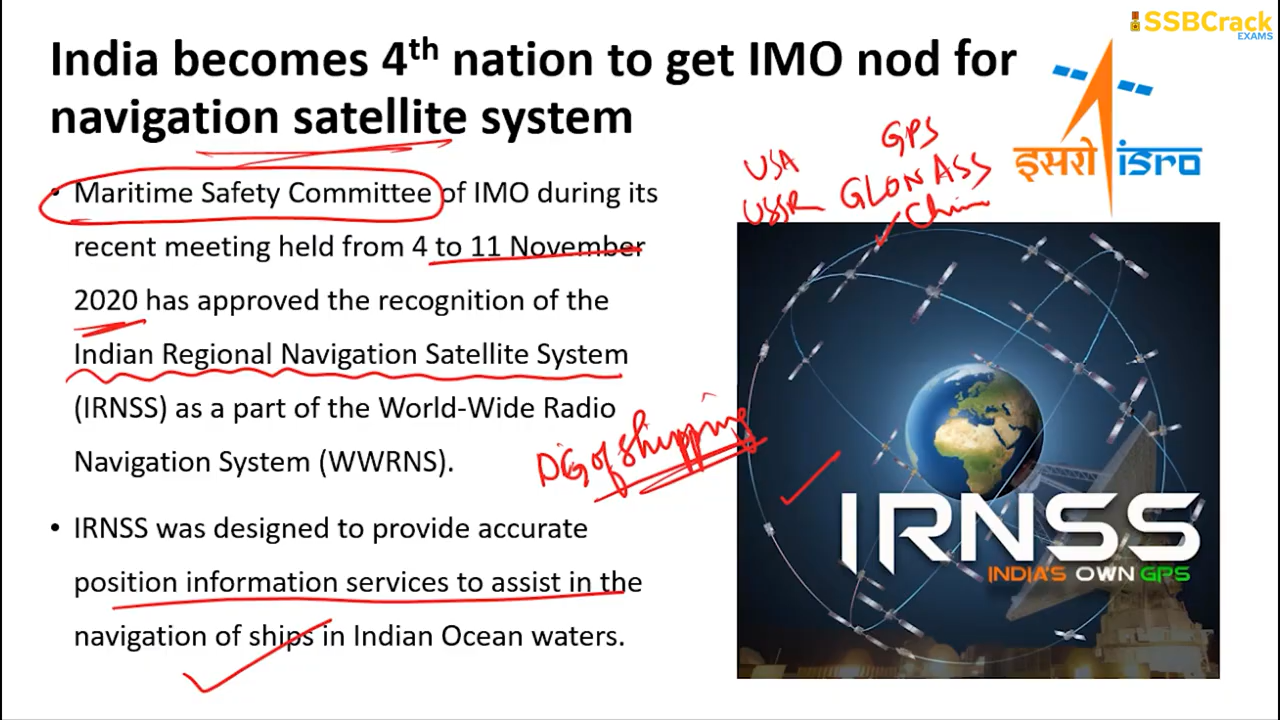 SSBCrack
EXAMS
India becomes 4th nation to get IMO nod for
navigation satellite system
GPS
USA
GLONASS
USSR
China
इसरो isro
• Maritime Safety Committee of IMO during its
recent meeting held from 4 to 11 November
2020 has approved the recognition of the
Indian Regional Navigation Satellite System
(IRNSS) as a part of the World-Wide Radio
Navigation System (WWRNS).
DG of shipping
• IRNSS was designed to provide accurate
position information services to assist in the
navigation of ships in Indian Ocean waters.
IRNSS
INDIA'S OWN GPS